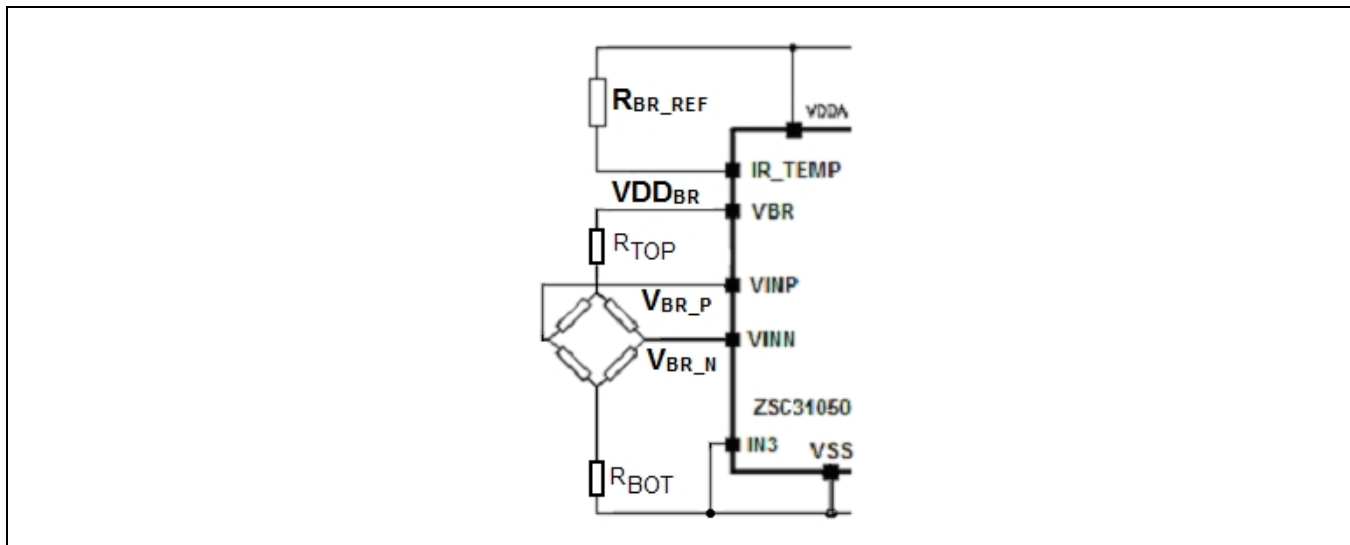 RBR_REF
VDDA
IR_TEMP
VDDBR
VBR
RTOP
VINP
VBR_P
VINN
VBR_N
ZSC31050
IN3
VSS
RBOT